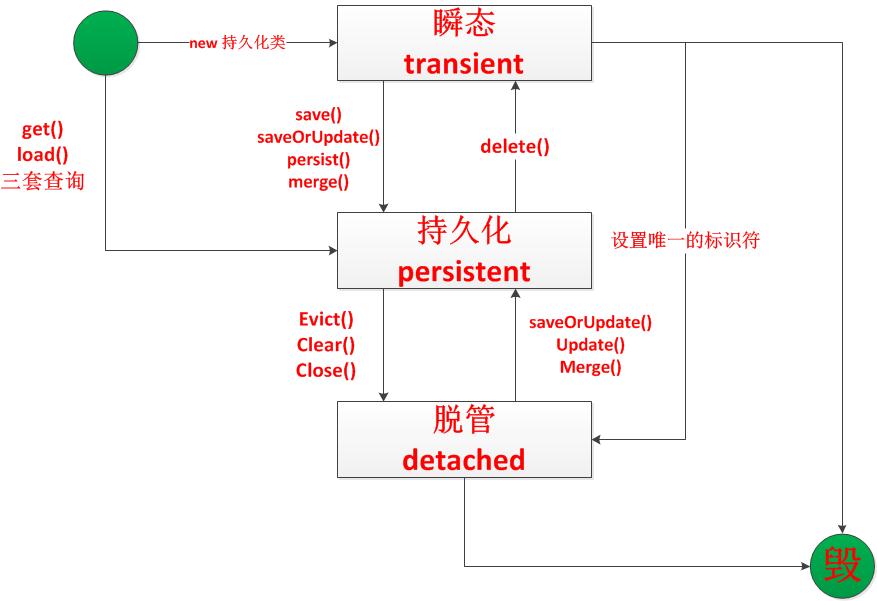 new 持久化类
瞬态
transient
get()
load()
三套查询
save()
saveOrUpdate()
persist()
merge()
delete()
持久化
persistent
设置唯一的标识符
Evict()
Clear()
Close()
saveOrUpdate()
Update()
Merge()
脱管
detached
毁